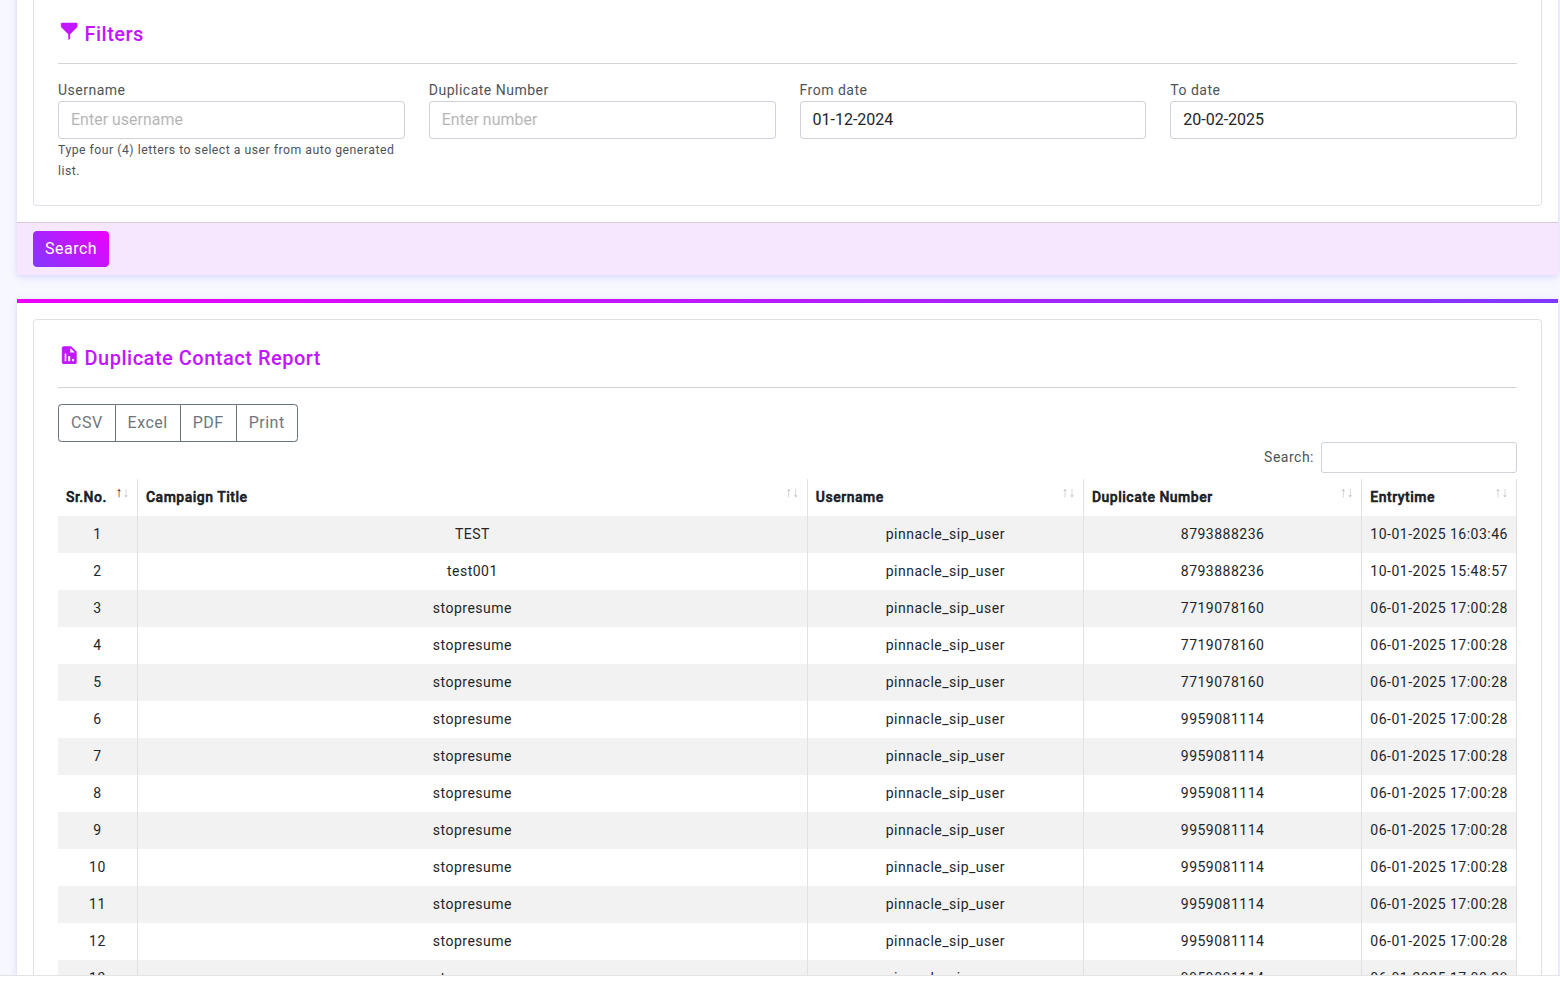 Filters
Username Duplicate Number From date To date
Enter username Enter number 01-12-2024 20-02-2025
Type four (4) letters to select a user from auto generated
list.
Search
Duplicate Contact Report
CSV Excel PDF Print
Search:
Sr.No. ↑↓ Campaign Title ↑↓ Username ↑↓ Duplicate Number ↑↓ Entrytime ↑↓
1 TEST pinnacle_sip_user 8793888236 10-01-2025 16:03:46
2 test001 pinnacle_sip_user 8793888236 10-01-2025 15:48:57
3 stopresume pinnacle_sip_user 7719078160 06-01-2025 17:00:28
4 stopresume pinnacle_sip_user 7719078160 06-01-2025 17:00:28
5 stopresume pinnacle_sip_user 7719078160 06-01-2025 17:00:28
6 stopresume pinnacle_sip_user 9959081114 06-01-2025 17:00:28
7 stopresume pinnacle_sip_user 9959081114 06-01-2025 17:00:28
8 stopresume pinnacle_sip_user 9959081114 06-01-2025 17:00:28
9 stopresume pinnacle_sip_user 9959081114 06-01-2025 17:00:28
10 stopresume pinnacle_sip_user 9959081114 06-01-2025 17:00:28
11 stopresume pinnacle_sip_user 9959081114 06-01-2025 17:00:28
12 stopresume pinnacle_sip_user 9959081114 06-01-2025 17:00:28